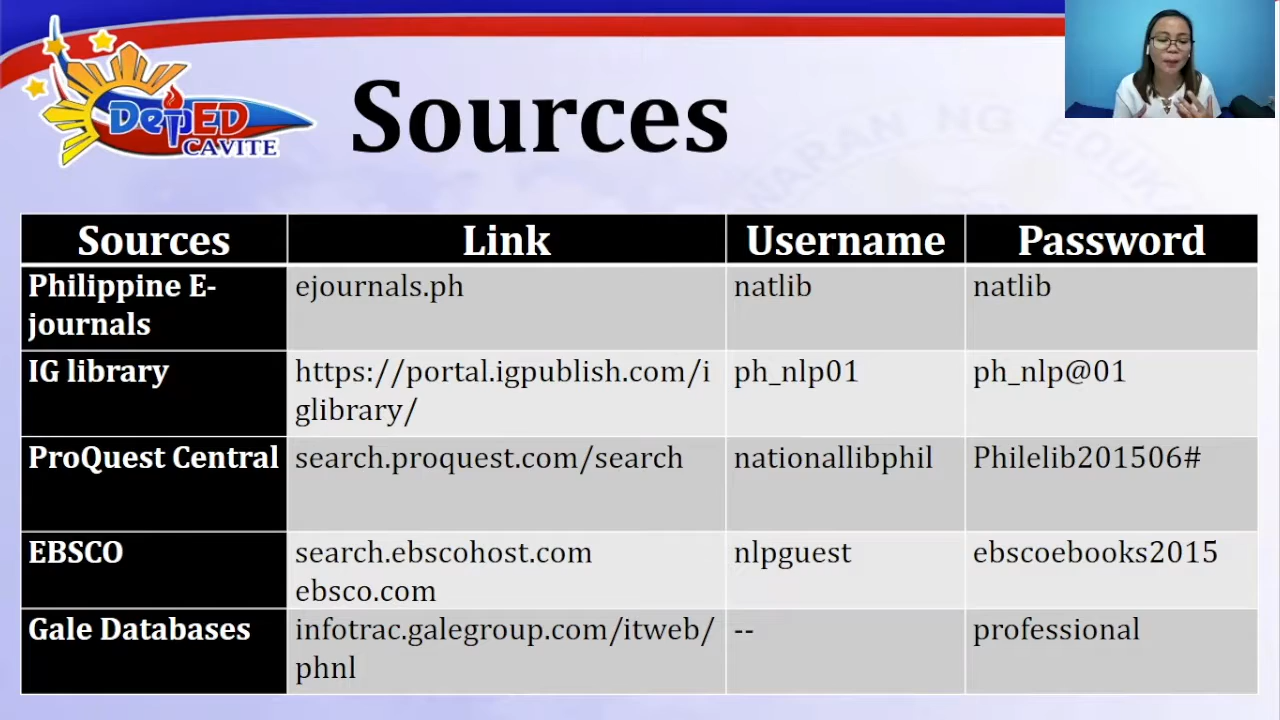 DepED
CAVITE
Sources
Sources Link Username Password
Philippine E- ejournals.ph natlib natlib
journals
IG library https://portal.igpublish.com/i ph_nlp01 ph_nlp@01
glibrary/
ProQuest Central search.proquest.com/search nationallibphil Philelib201506#
EBSCO search.ebscohost.com nlpguest ebscoebooks2015
ebsco.com
Gale Databases infotrac.galegroup.com/itweb/ -- professional
phnl